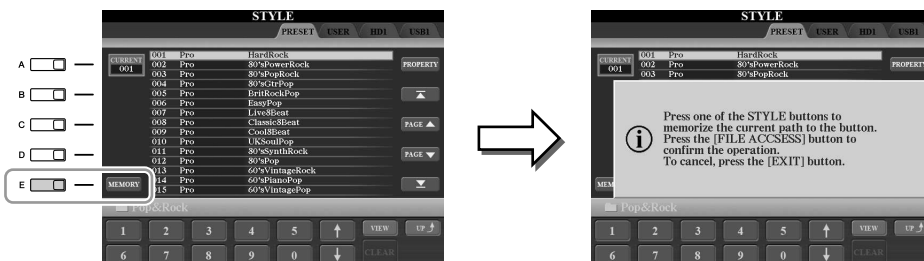 STYLE
PRESET USER HD1 USB1
A
B
C
D
E
CURRENT
001
MEMORY
001 Pro HardRock
002 Pro 80'sPowerRock
003 Pro 80'sPopRock
004 Pro 80'sGtrPop
005 Pro BritRockPop
006 Pro EasyPop
007 Pro Live8Beat
008 Pro Classic8Beat
009 Pro Cool8Beat
010 Pro UKSoulPop
011 Pro 80'sSynthRock
012 Pro 80'sPop
013 Pro 60'sVintageRock
014 Pro 60'sPianoPop
015 Pro 60'sVintagePop
PROPERTY
PAGE
PAGE
Pop&Rock
1 2 3 4 5 VIEW UP
6 7 8 9 0 CLEAR
STYLE
PRESET USER HD1 USB1
CURRENT
001
001 Pro HardRock
002 Pro 80'sPowerRock
003 Pro 80'sPopRock
PROPERTY
Press one of the STYLE buttons to
memorize the current path to the button.
Press the [FILE ACCSESS] button to
confirm the operation.
To cancel, press the [EXIT] button.
MEM
Pop&Rock
1 2 3 4 5 VIEW UP
6 7 8 9 0 CLEAR